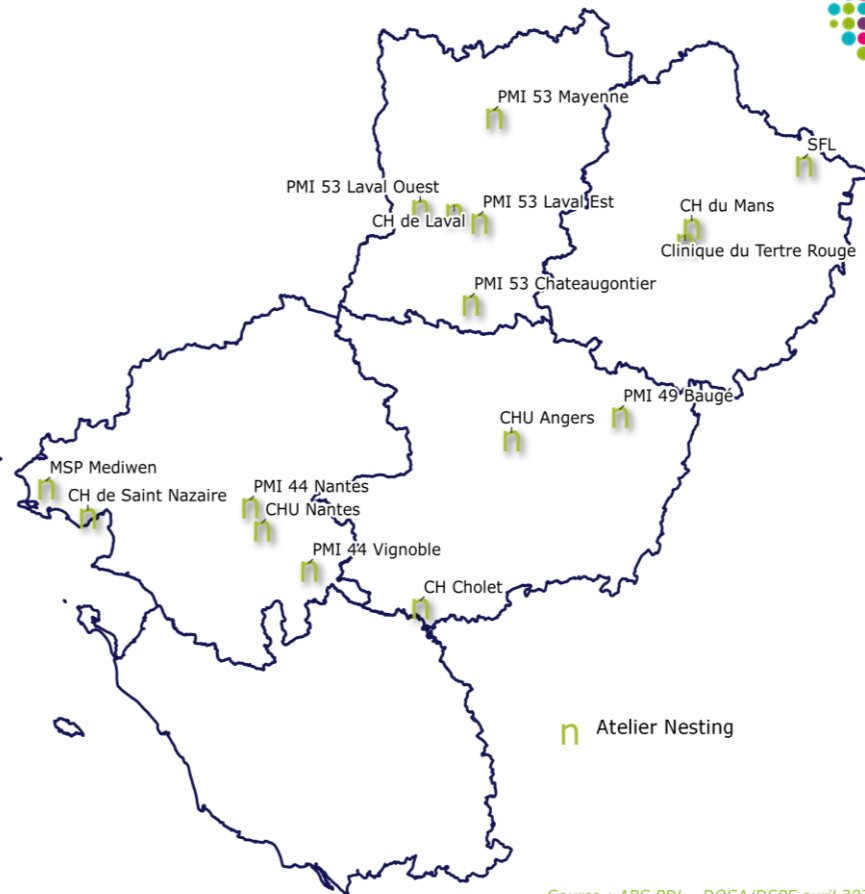 PMI 53 Mayenne
SFL
PMI 53 Laval Ouest
PMI 53 Laval Est
CH de Laval
CH du Mans
Clinique du Tertre Rouge
PMI 53 Chateaugontier
PMI 49 Baugé
CHU Angers
MSP Mediwen
PMI 44 Nantes
CH de Saint Nazaire
CHU Nantes
PMI 44 Vignoble
CH Cholet
n Atelier Nesting